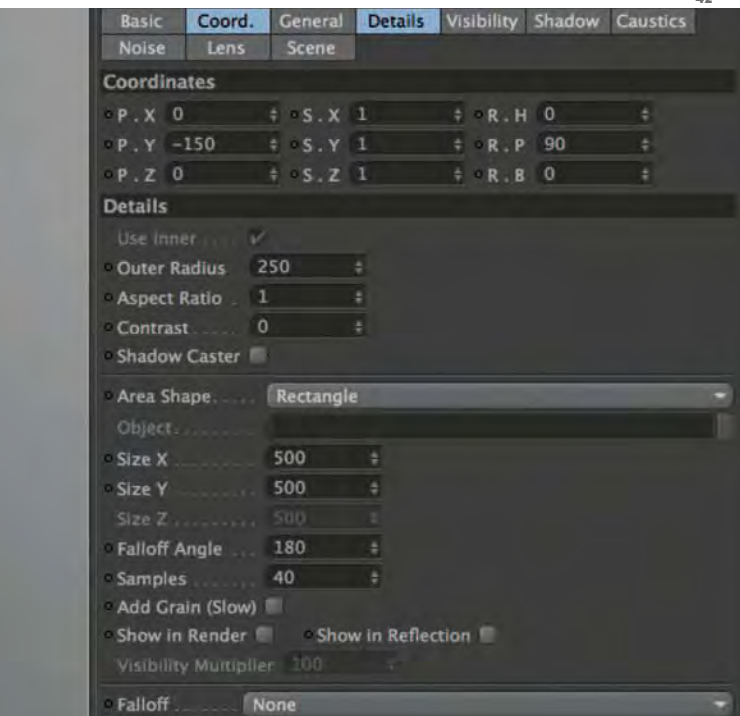 42
Basic Coord. General Details Visibility Shadow Caustics
Noise Lens Scene
Coordinates
P . X 0 S . X 1 R . H 0
P . Y -150 S . Y 1 R . P 90
P . Z 0 S . Z 1 R . B 0
Details
Use Inner ..... ✓
Outer Radius 250
Aspect Ratio . 1
Contrast ...... 0
Shadow Caster
Area Shape..... Rectangle
Object.........
Size X ......... 500
Size Y ......... 500
Size Z ......... 500
Falloff Angle ... 180
Samples ....... 40
Add Grain (Slow)
Show in Render Show in Reflection
Visibility Multiplier 100
Falloff ....... None